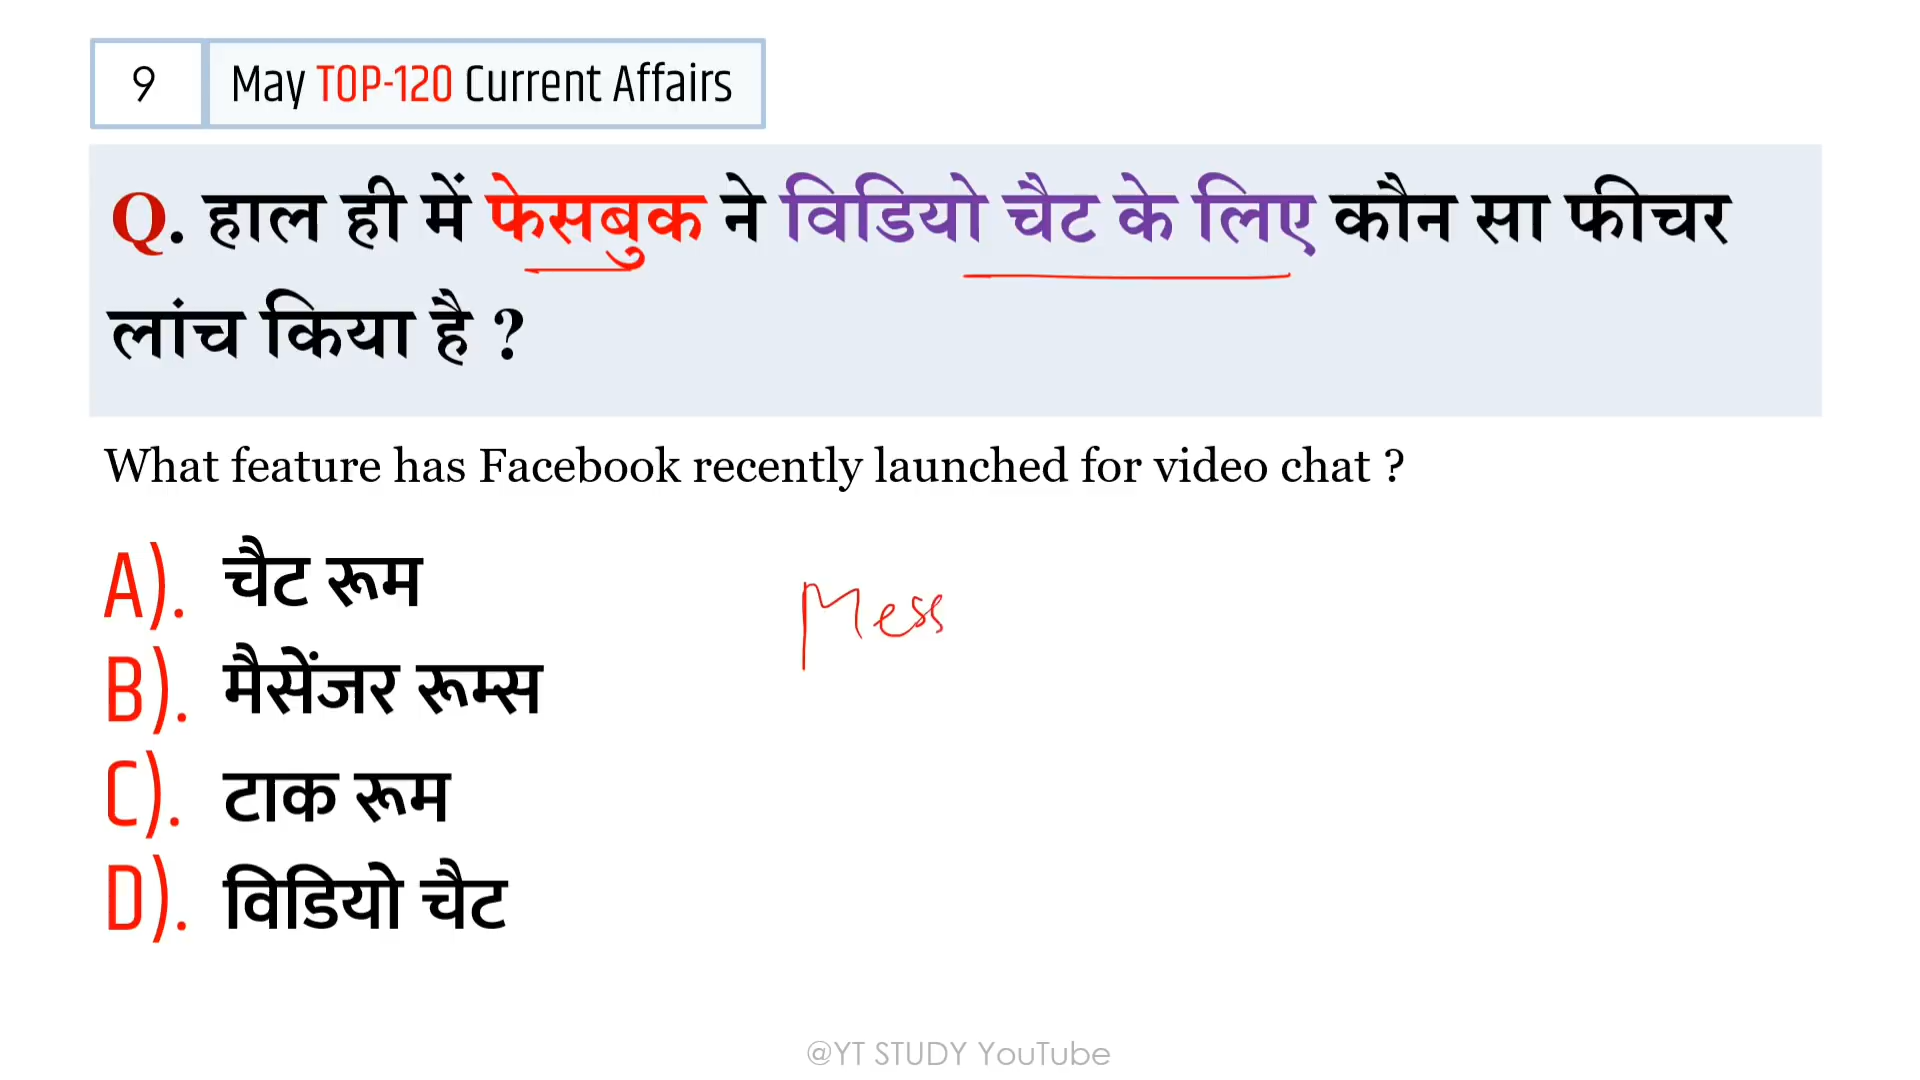 9
May TOP-120 Current Affairs
Q. हाल ही में फेसबुक ने विडियो चैट के लिए कौन सा फीचर
लांच किया है ?
What feature has Facebook recently launched for video chat ?
A). चैट रूम
Mess
B). मैसेंजर रूम्स
C). टाक रूम
D). विडियो चैट
@YT STUDY YouTube